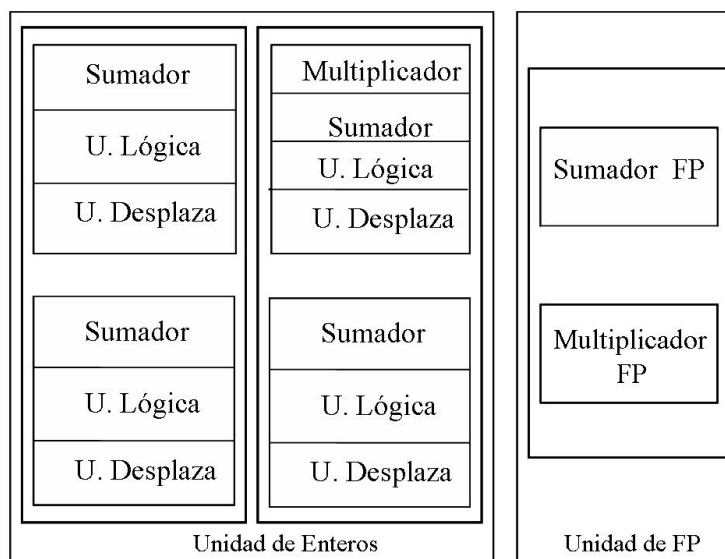 Sumador
U. Lógica
U. Desplaza
Multiplicador
Sumador
U. Lógica
U. Desplaza
Sumador
U. Lógica
U. Desplaza
Sumador
U. Lógica
U. Desplaza
Unidad de Enteros
Sumador FP
Multiplicador
FP
Unidad de FP